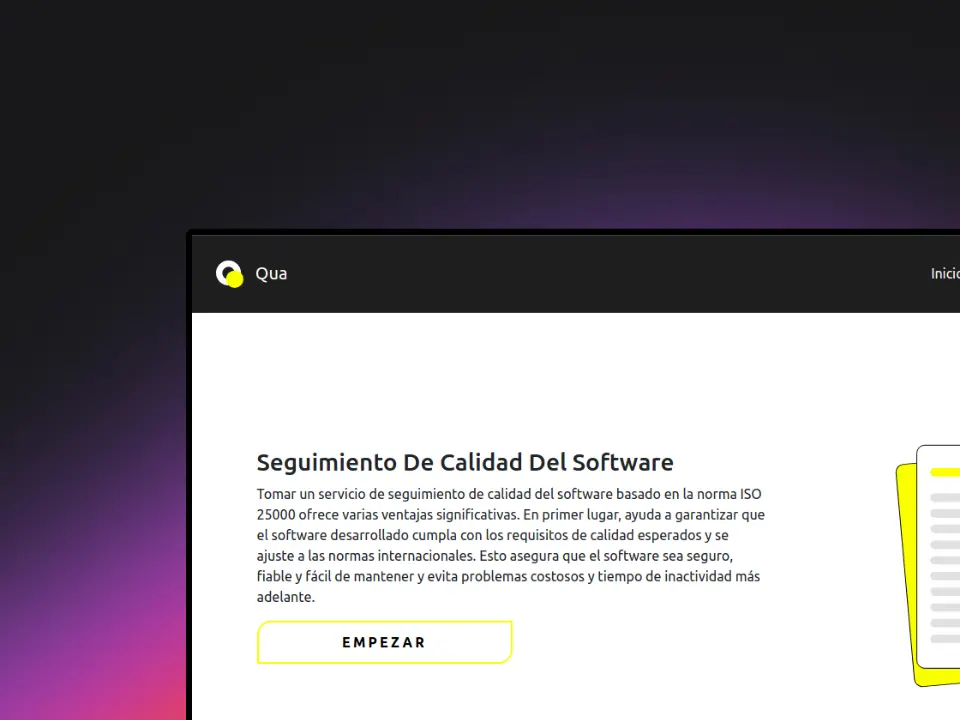 Qua
Inicio
Seguimiento De Calidad Del Software
Tomar un servicio de seguimiento de calidad del software basado en la norma ISO
25000 ofrece varias ventajas significativas. En primer lugar, ayuda a garantizar que
el software desarrollado cumpla con los requisitos de calidad esperados y se
ajuste a las normas internacionales. Esto asegura que el software sea seguro,
fiable y fácil de mantener y evita problemas costosos y tiempo de inactividad más
adelante.
EMPEZAR